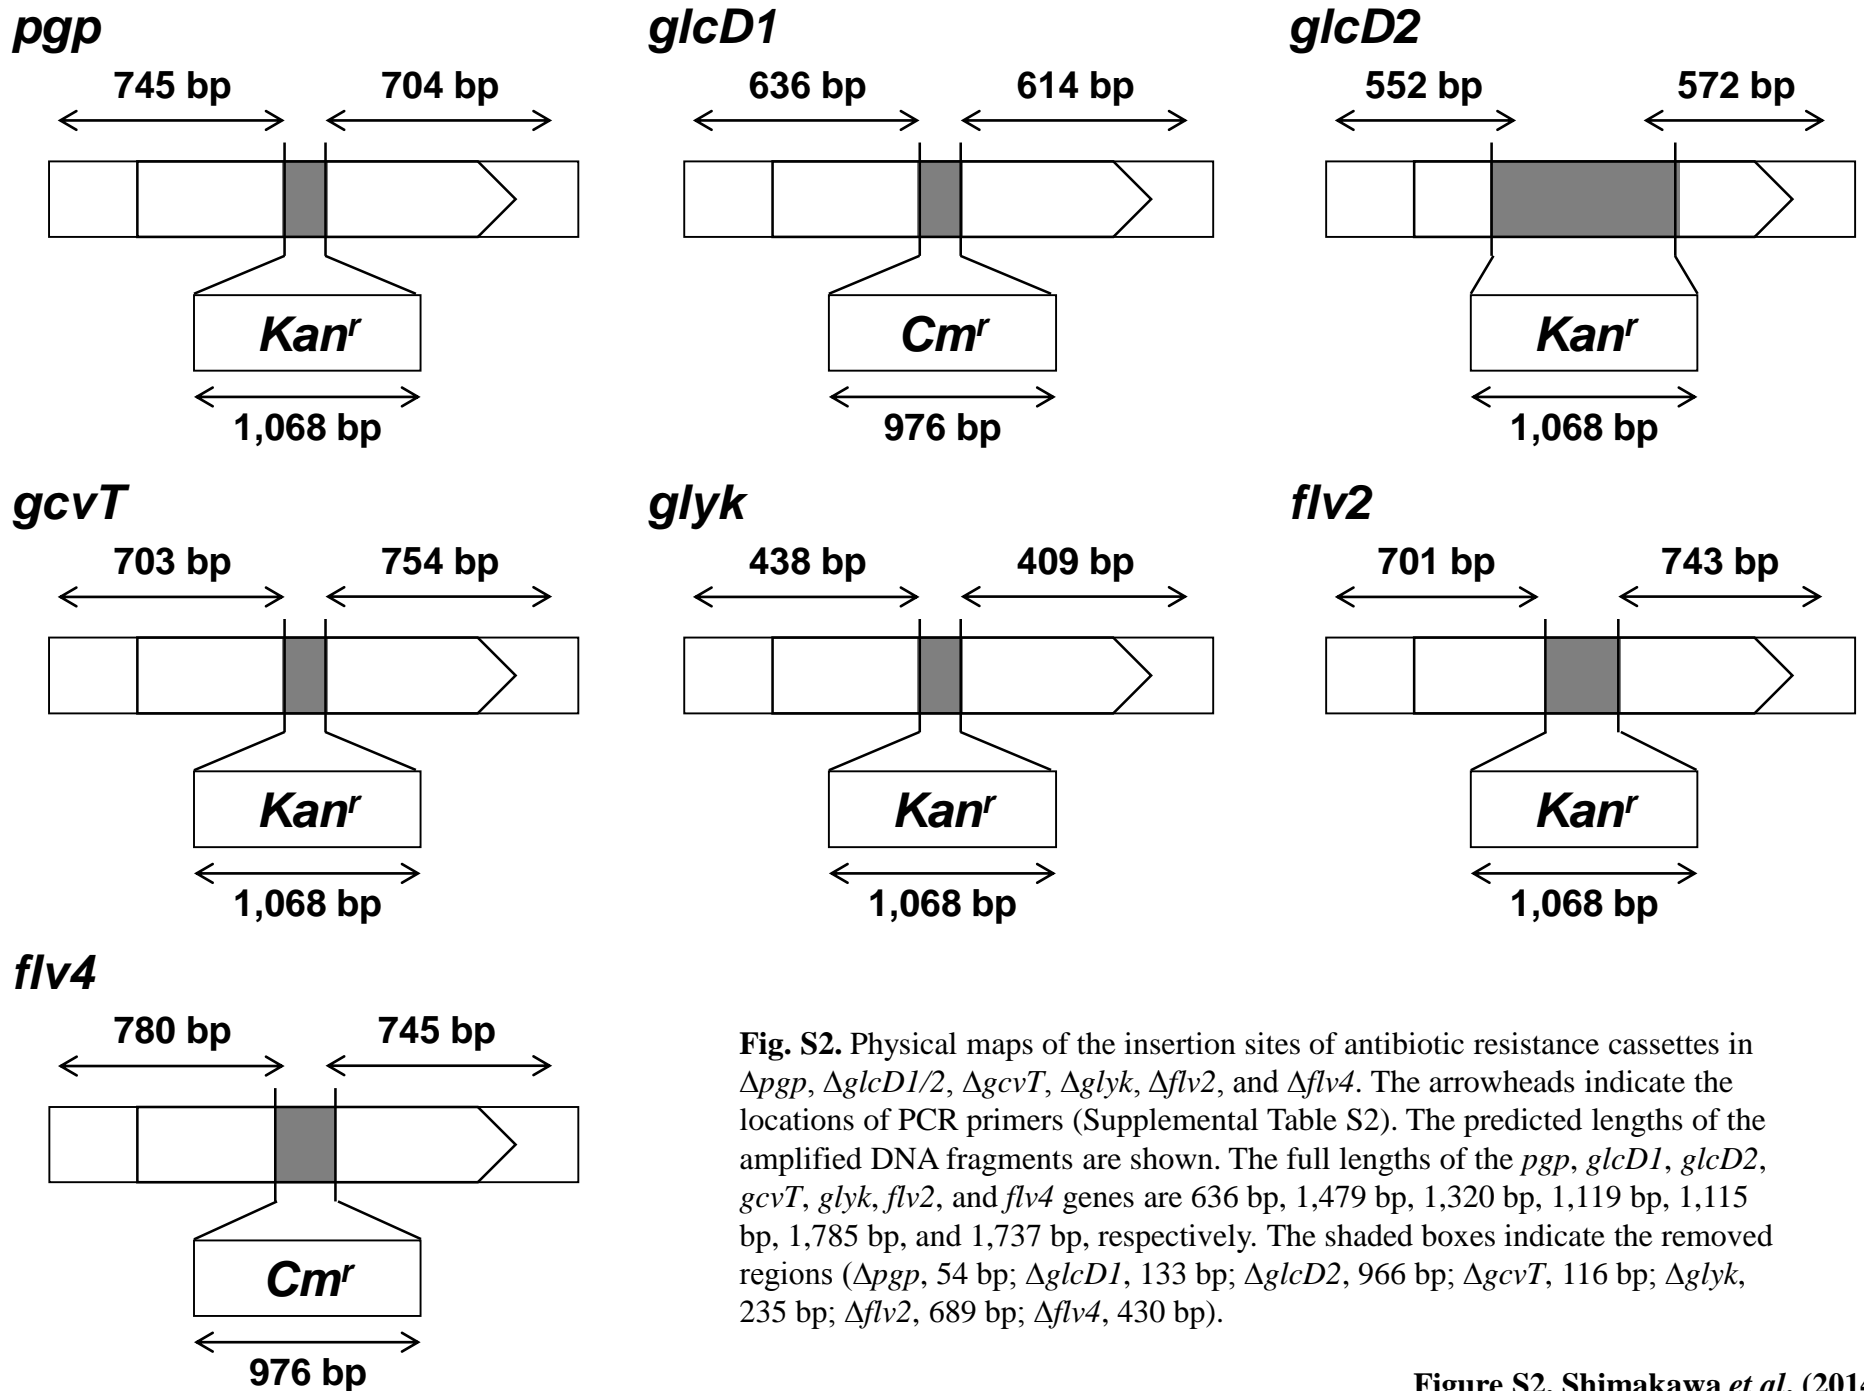 pgp
745 bp 704 bp
Kanʳ
1,068 bp
glcD1
636 bp 614 bp
Cmʳ
976 bp
glcD2
552 bp 572 bp
Kanʳ
1,068 bp
gcvT
703 bp 754 bp
Kanʳ
1,068 bp
glyk
438 bp 409 bp
Kanʳ
1,068 bp
flv2
701 bp 743 bp
Kanʳ
1,068 bp
flv4
780 bp 745 bp
Cmʳ
976 bp
Fig. S2. Physical maps of the insertion sites of antibiotic resistance cassettes in
Δpgp, ΔglcD1/2, ΔgcvT, Δglyk, Δflv2, and Δflv4. The arrowheads indicate the
locations of PCR primers (Supplemental Table S2). The predicted lengths of the
amplified DNA fragments are shown. The full lengths of the pgp, glcD1, glcD2,
gcvT, glyk, flv2, and flv4 genes are 636 bp, 1,479 bp, 1,320 bp, 1,119 bp, 1,115
bp, 1,785 bp, and 1,737 bp, respectively. The shaded boxes indicate the removed
regions (Δpgp, 54 bp; ΔglcD1, 133 bp; ΔglcD2, 966 bp; ΔgcvT, 116 bp; Δglyk,
235 bp; Δflv2, 689 bp; Δflv4, 430 bp).
Figure S2. Shimakawa et al.